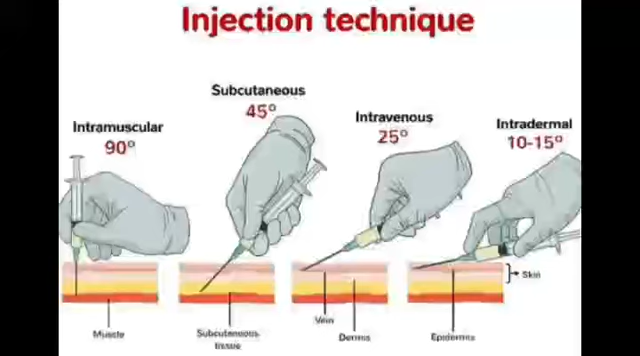 Injection technique
Intramuscular
90°
Subcutaneous
45°
Intravenous
25°
Intradermal
10-15°
Skin
Muscle
Subcutaneous
tissue
Vein
Dermis
Epidermis